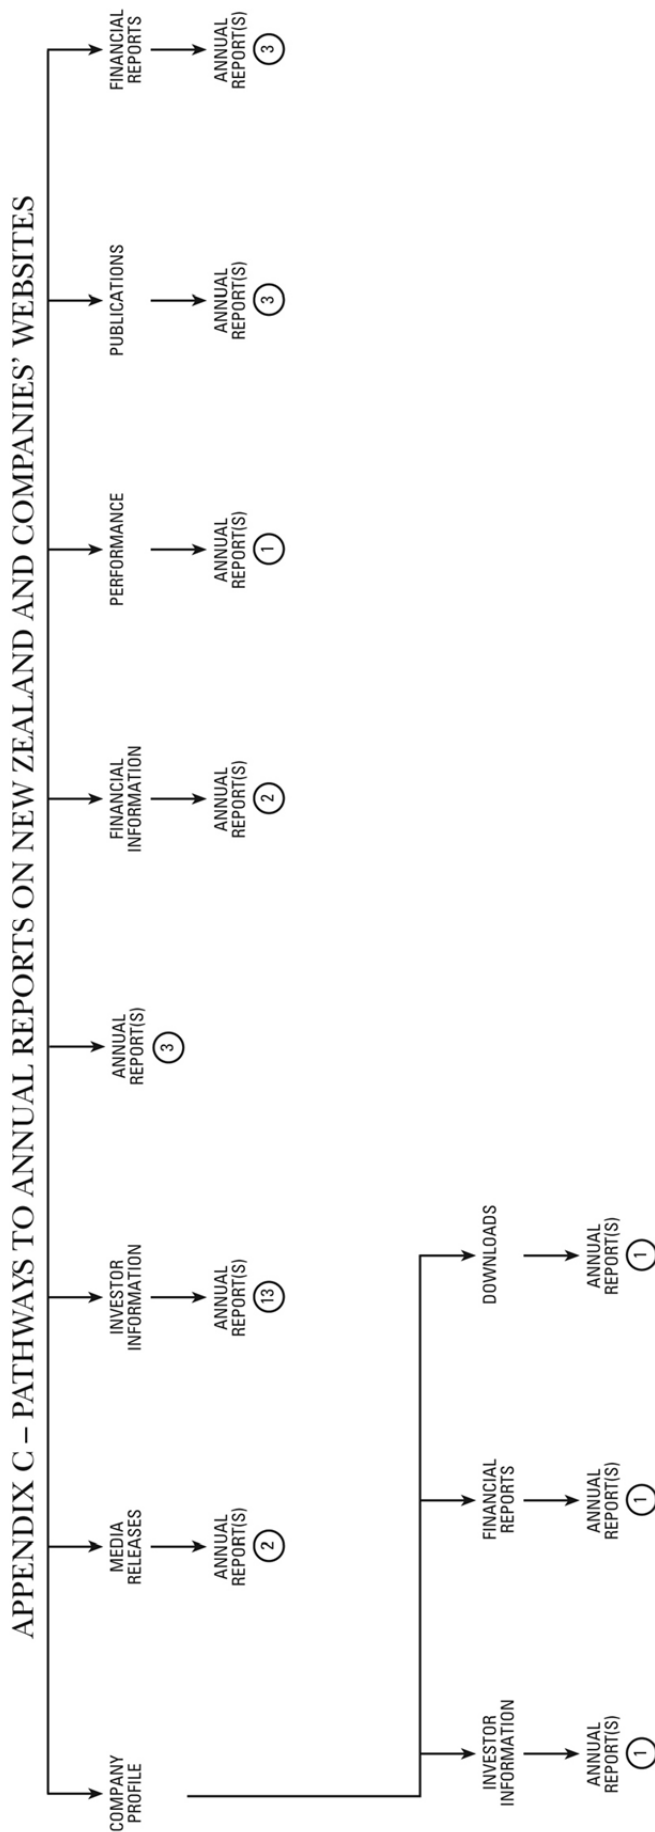 APPENDIX C – PATHWAYS TO ANNUAL REPORTS ON NEW ZEALAND AND COMPANIES' WEBSITES
COMPANY
PROFILE
MEDIA
RELEASES
INVESTOR
INFORMATION
ANNUAL
REPORT(S)
3
FINANCIAL
INFORMATION
PERFORMANCE
PUBLICATIONS
FINANCIAL
REPORTS
ANNUAL
REPORT(S)
2
ANNUAL
REPORT(S)
13
ANNUAL
REPORT(S)
2
ANNUAL
REPORT(S)
1
ANNUAL
REPORT(S)
3
ANNUAL
REPORT(S)
3
INVESTOR
INFORMATION
FINANCIAL
REPORTS
DOWNLOADS
ANNUAL
REPORT(S)
1
ANNUAL
REPORT(S)
1
ANNUAL
REPORT(S)
1